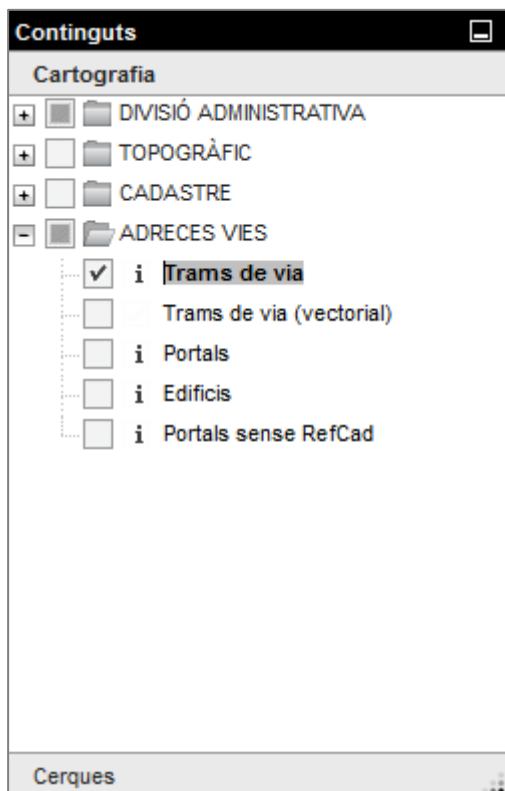 Continguts
Cartografia
DIVISIÓ ADMINISTRATIVA
TOPOGRÀFIC
CADASTRE
ADRECES VIES
i Trams de via
Trams de via (vectorial)
i Portals
i Edificis
i Portals sense RefCad
Cerques